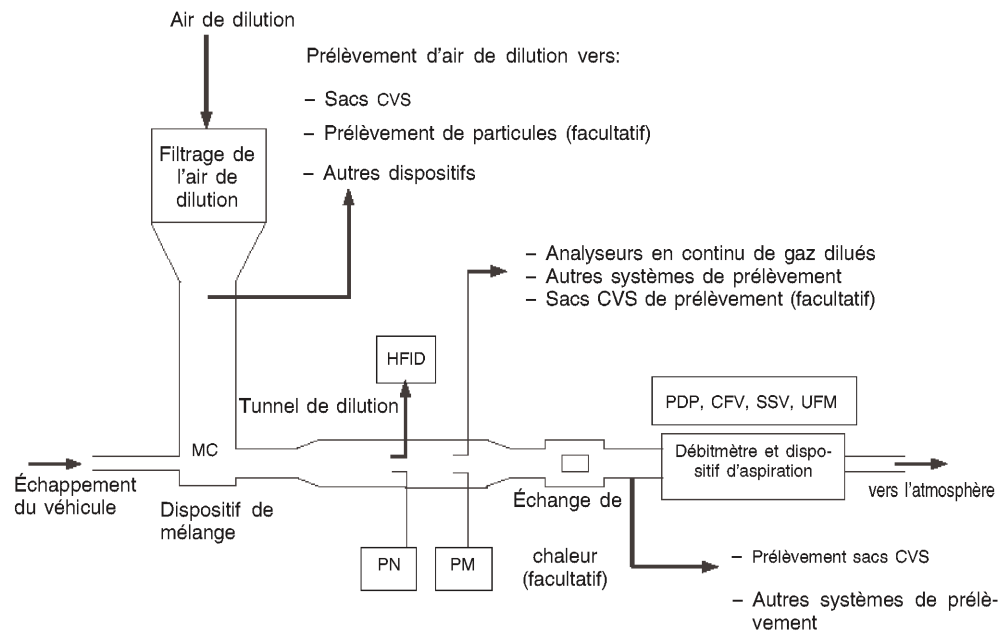 Air de dilution
Prélèvement d'air de dilution vers:
– Sacs CVS
– Prélèvement de particules (facultatif)
– Autres dispositifs
Filtrage de
l'air de
dilution
– Analyseurs en continu de gaz dilués
– Autres systèmes de prélèvement
– Sacs CVS de prélèvement (facultatif)
HFID
Tunnel de dilution
PDP, CFV, SSV, UFM
MC
Débitmètre et dispo-
sitif d'aspiration
Échappement
du véhicule
Dispositif de
mélange
Échange de
vers l'atmosphère
PN
PM
chaleur
(facultatif)
– Prélèvement sacs CVS
– Autres systèmes de prélè-
vement